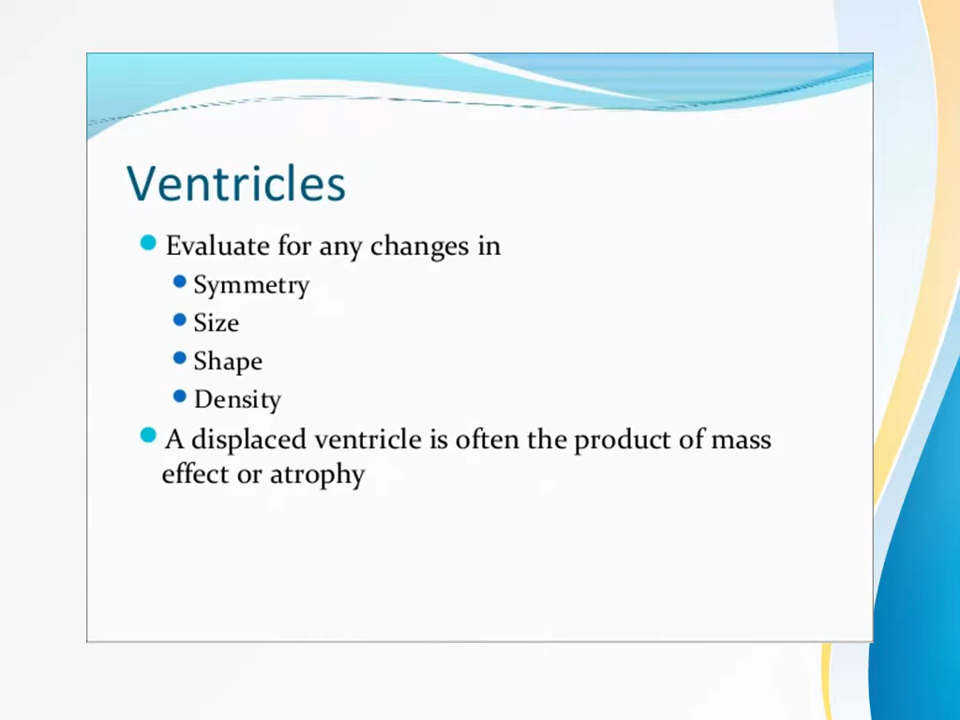 Ventricles
Evaluate for any changes in
Symmetry
Size
Shape
Density
A displaced ventricle is often the product of mass
effect or atrophy